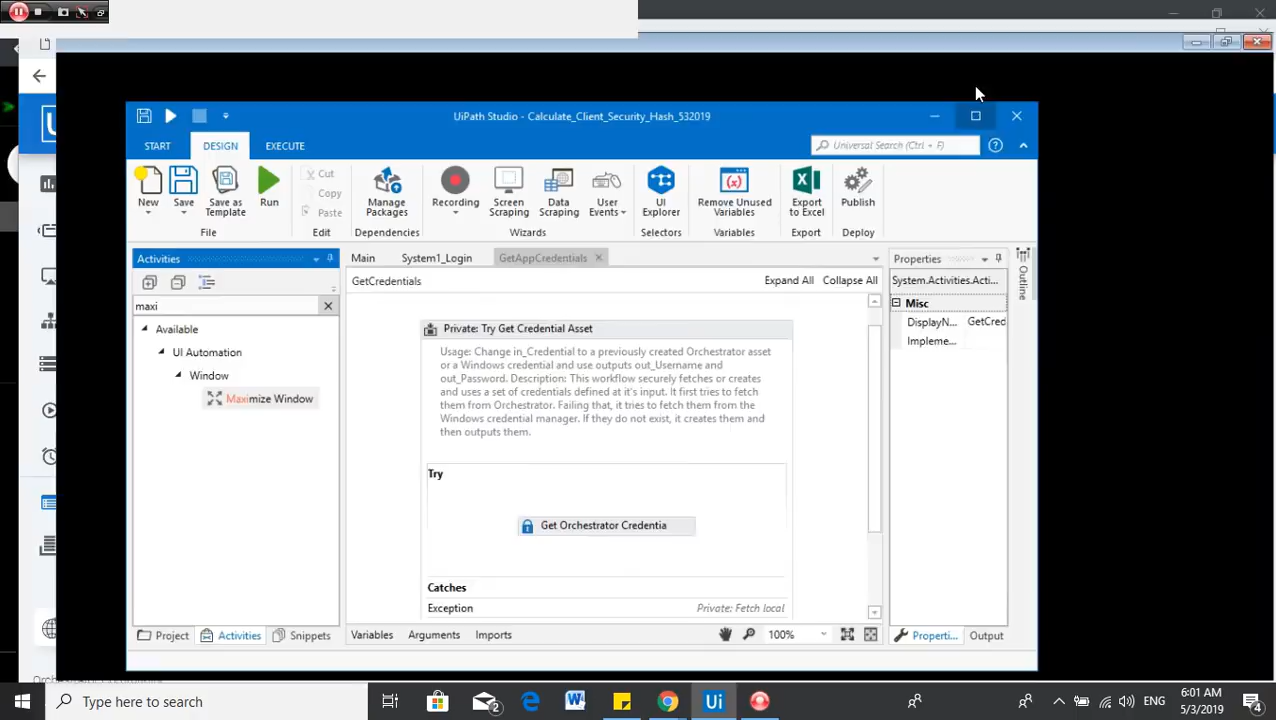 UiPath Studio - Calculate_Client_Security_Hash_532019
START DESIGN EXECUTE
Universal Search (Ctrl + F)
New Save Save as Template Run
Cut
Copy
Paste
Manage Packages
Recording Screen Scraping Data Scraping User Events
UI Explorer
Remove Unused Variables
Export to Excel
Publish
File Edit Dependencies Wizards Selectors Variables Export Deploy
Activities
Main System1_Login GetAppCredentials
Properties
GetCredentials Expand All Collapse All
System.Activities.Acti...
Outline
maxi
Misc
DisplayN... GetCred
Impleme...
Available
UI Automation
Window
Maximize Window
Private: Try Get Credential Asset
Usage: Change in_Credential to a previously created Orchestrator asset
or a Windows credential and use outputs out_Username and
out_Password. Description: This workflow securely fetches or creates
and uses a set of credentials defined at it's input. It first tries to fetch
them from Orchestrator. Failing that, it tries to fetch them from the
Windows credential manager. If they do not exist, it creates them and
then outputs them.
Try
Get Orchestrator Credentia
Catches
Exception Private: Fetch local
Project Activities Snippets
Variables Arguments Imports 100%
Properti... Output
Type here to search
2
W
Ui
ENG
6:01 AM
5/3/2019
4